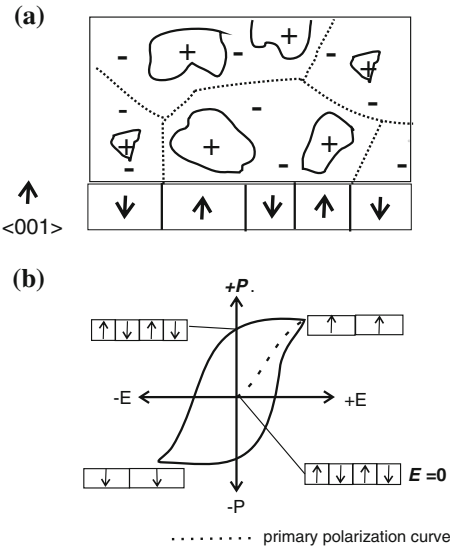 (a)
+
+
-
-
+
-
-
-
-
+
+
+
-
-
-
<001>
(b)
+P.
-E
+E
E =0
-P
primary polarization curve